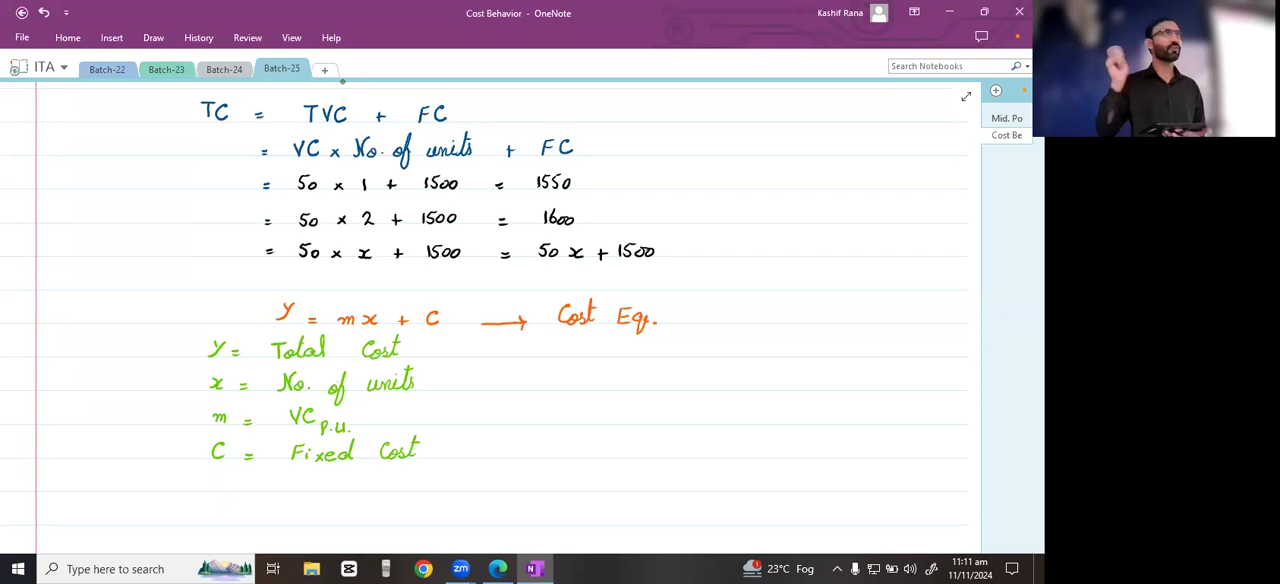 Cost Behavior - OneNote
Kashif Rana
File Home Insert Draw History Review View Help
ITA Batch-22 Batch-23 Batch-24 Batch-25 +
Search Notebooks
TC = TVC + FC
= VC × No. of units + FC
= 50 × 1 + 1500 = 1550
= 50 × 2 + 1500 = 1600
= 50 × x + 1500 = 50 x + 1500
y = mx + C → Cost Eq.
y = Total Cost
x = No. of units
m = VC p.u.
C = Fixed Cost
Mid. Po
Cost Be
Type here to search
zm
N
23°C Fog
11:11 am
11/11/2024